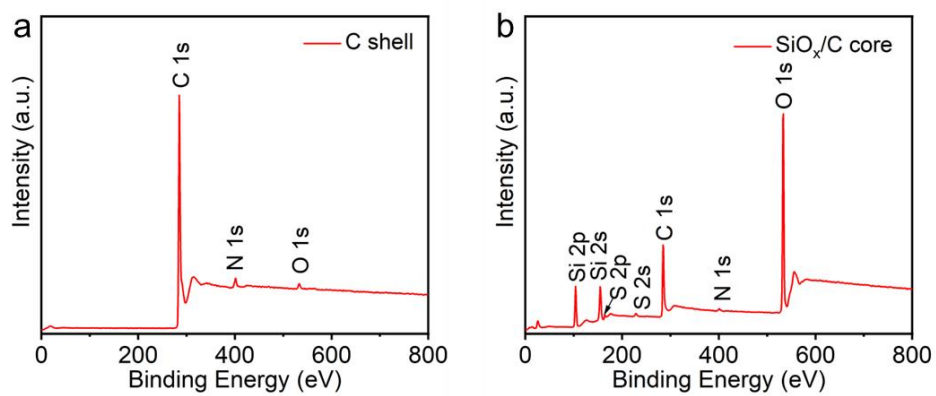 a
C shell
C 1s
N 1s
O 1s
Intensity (a.u.)
0 200 400 600 800
Binding Energy (eV)
b
SiOₓ/C core
Si 2p
Si 2s
S 2p
S 2s
C 1s
N 1s
O 1s
Intensity (a.u.)
0 200 400 600 800
Binding Energy (eV)